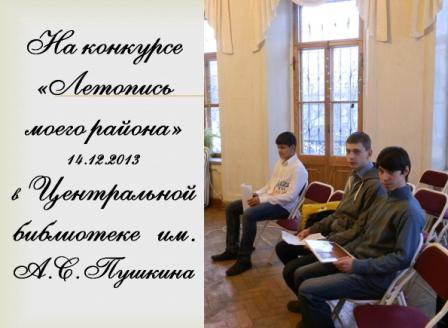 На конкурсе
«Летопись
моего района»
14.12.2013
в Центральной
библиотеке им.
А.С.Пушкина